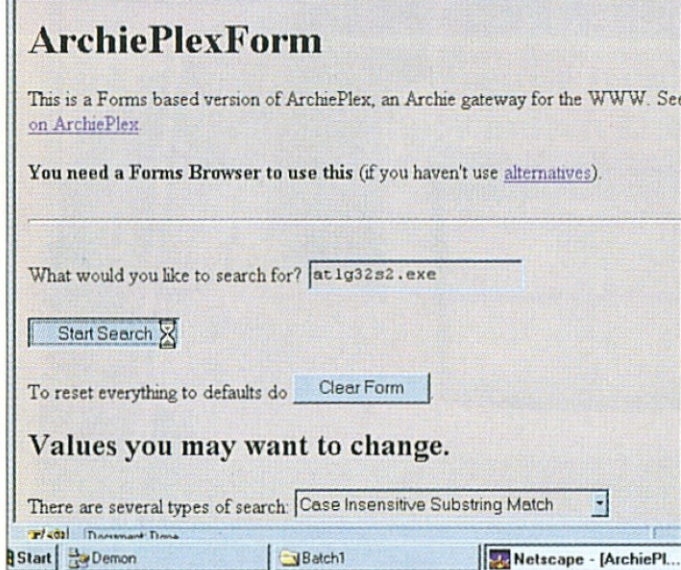 ArchiePlexForm
This is a Forms based version of ArchiePlex, an Archie gateway for the WWW. See
on ArchiePlex
You need a Forms Browser to use this (if you haven't use alternatives).
What would you like to search for? at1g32s2.exe
Start Search
To reset everything to defaults do Clear Form
Values you may want to change.
There are several types of search: Case Insensitive Substring Match
Document: Done
Start Demon Batch1 Netscape - [ArchiePl...